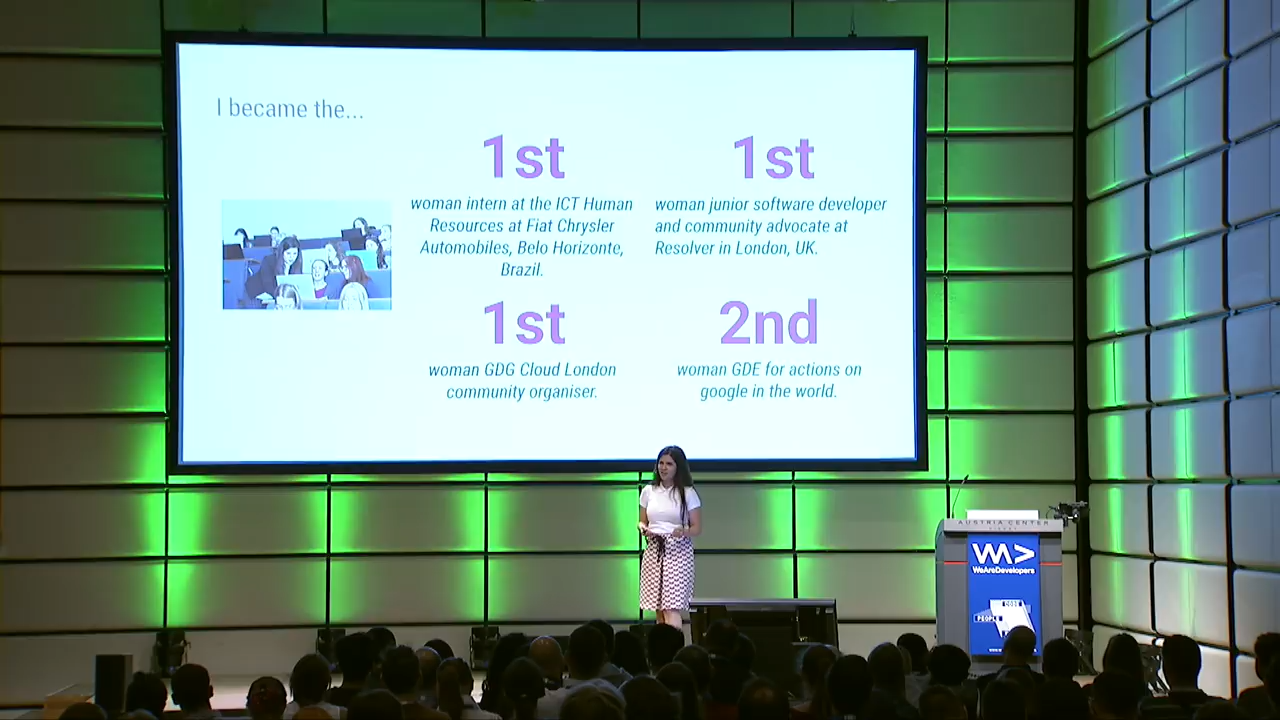 I became the...
1st
woman intern at the ICT Human
Resources at Fiat Chrysler
Automobiles, Belo Horizonte,
Brazil.
1st
woman junior software developer
and community advocate at
Resolver in London, UK.
1st
woman GDG Cloud London
community organiser.
2nd
woman GDE for actions on
google in the world.
AUSTRIA CENTER
WeAreDevelopers
CODE
PEOPLE